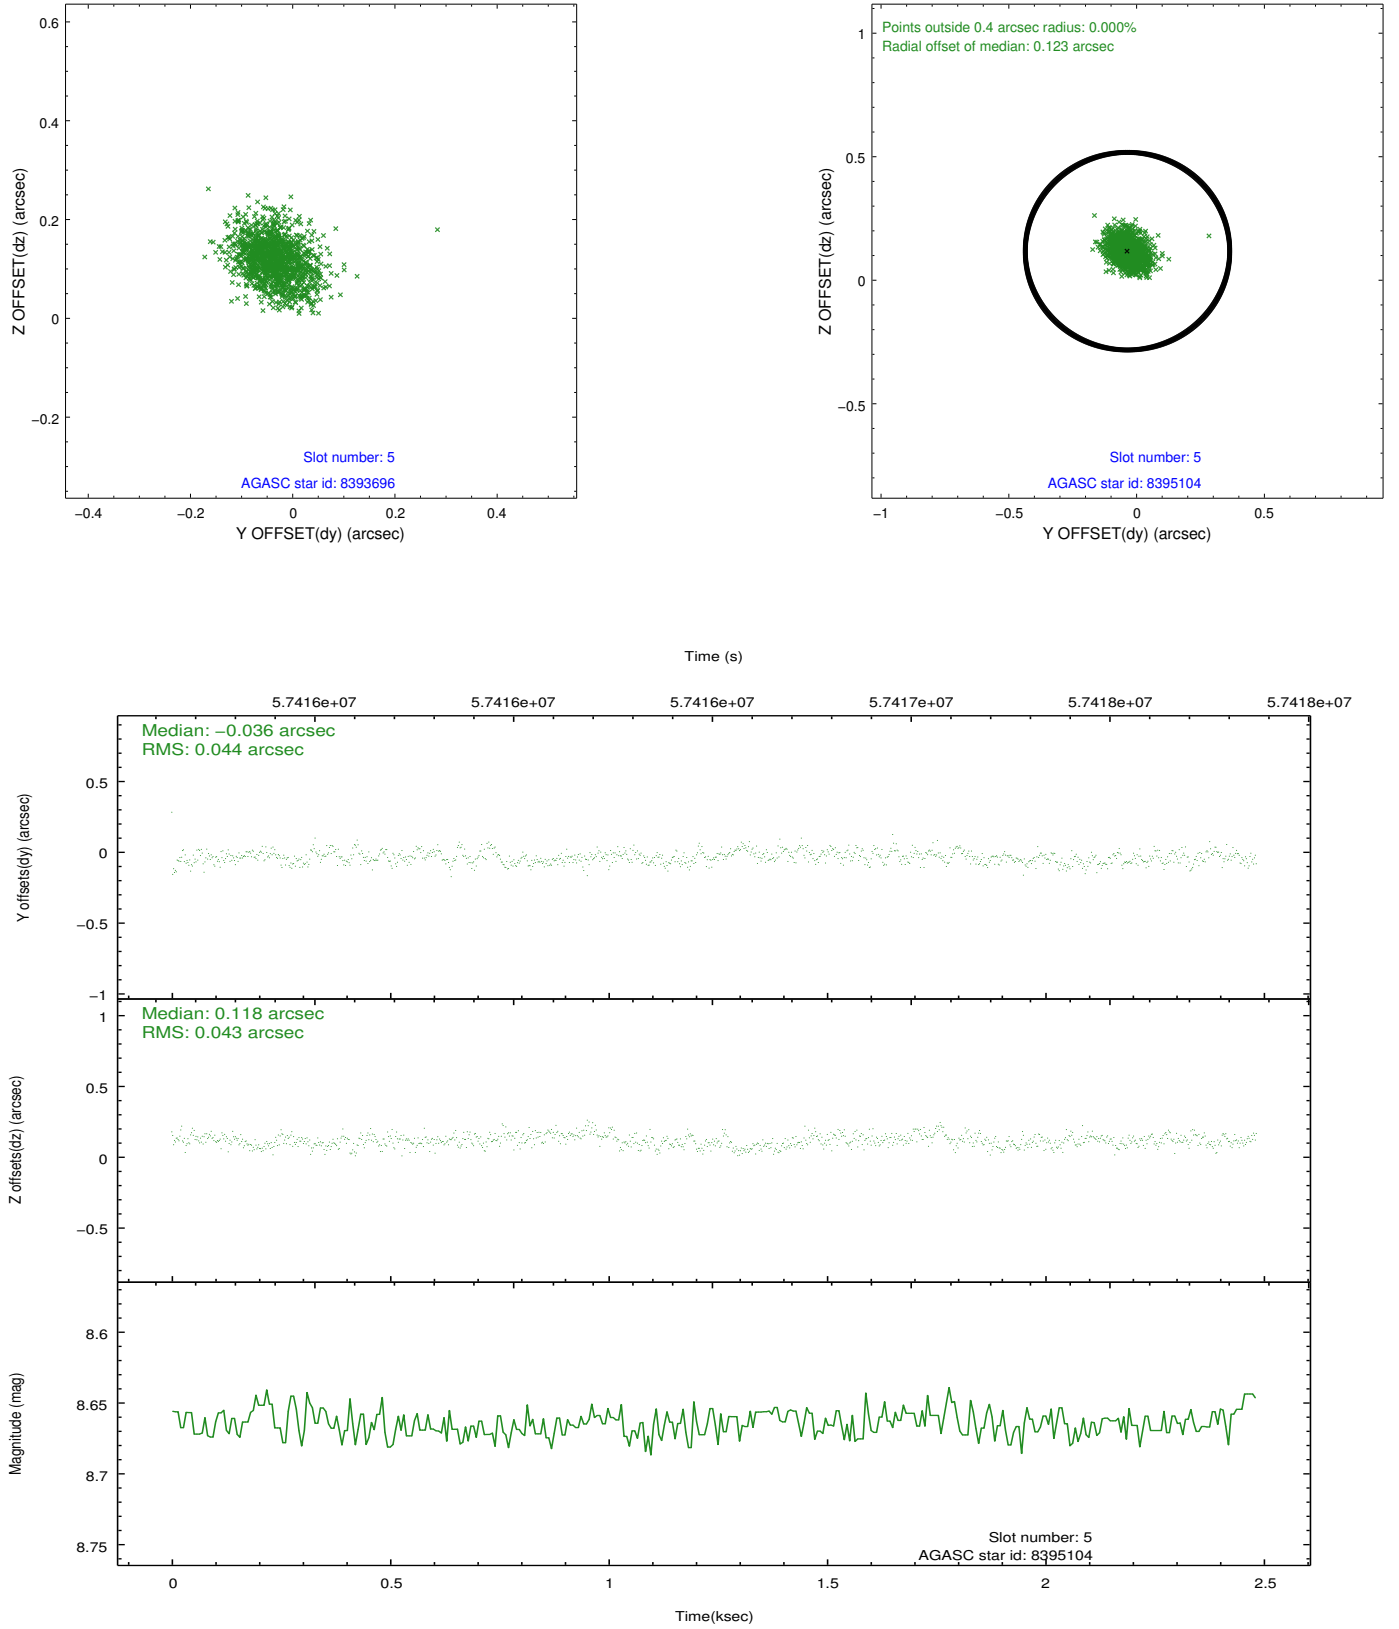 0.6
0.4
0.2
0
−0.2
Z OFFSET(dz) (arcsec)
Slot number: 5
AGASC star id: 8393696
−0.4
−0.2
0
0.2
0.4
Y OFFSET(dy) (arcsec)
Points outside 0.4 arcsec radius: 0.000%
Radial offset of median: 0.123 arcsec
1
0.5
0
−0.5
Z OFFSET(dz) (arcsec)
Slot number: 5
AGASC star id: 8395104
−1
−0.5
0
0.5
Y OFFSET(dy) (arcsec)
Time (s)
5.7416e+07
5.7416e+07
5.7416e+07
5.7417e+07
5.7418e+07
5.7418e+07
Median: −0.036 arcsec
RMS: 0.044 arcsec
0.5
0
−0.5
−1
Y offsets(dy) (arcsec)
Median: 0.118 arcsec
RMS: 0.043 arcsec
1
0.5
0
−0.5
Z offsets(dz) (arcsec)
8.6
8.65
8.7
8.75
Magnitude (mag)
Slot number: 5
AGASC star id: 8395104
0
0.5
1
1.5
2
2.5
Time(ksec)